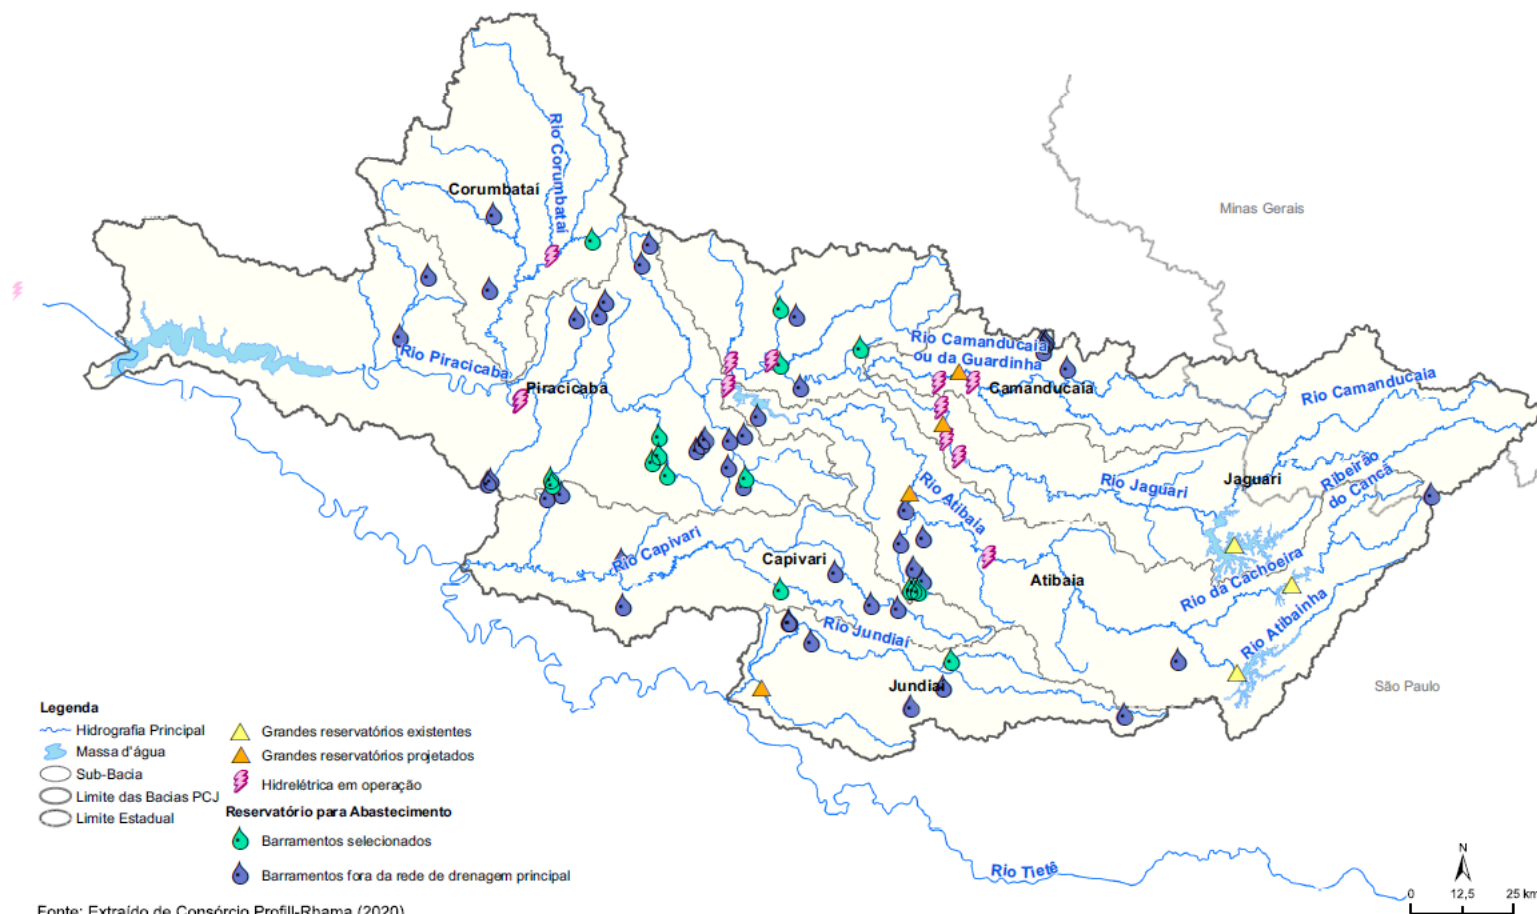 Rio Corumbataí
Corumbataí
Minas Gerais
Rio Camanducaia
ou da Guardinha
Rio Piracicaba
Piracicaba
Camanducaia
Rio Camanducaia
Rio Jaguari
Jaguari
Ribeirão
do Cancã
Rio Atibaia
Rio Capivari
Capivari
Atibaia
Rio da Cachoeira
Rio Atibainha
Rio Jundiaí
Jundiaí
São Paulo
Legenda
Hidrografia Principal
Massa d'água
Sub-Bacia
Limite das Bacias PCJ
Limite Estadual
Grandes reservatórios existentes
Grandes reservatórios projetados
Hidrelétrica em operação
Reservatório para Abastecimento
Barramentos selecionados
Barramentos fora da rede de drenagem principal
Rio Tietê
N
0 12,5 25 km
Fonte: Extraído de Consórcio Profill-Rhama (2020)